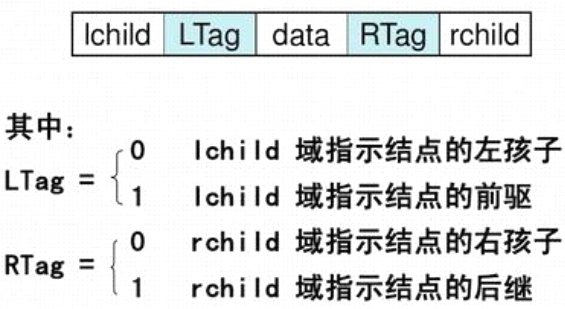 lchild LTag data RTag rchild
其中：
LTag =
0 lchild 域指示结点的左孩子
1 lchild 域指示结点的前驱
RTag =
0 rchild 域指示结点的右孩子
1 rchild 域指示结点的后继